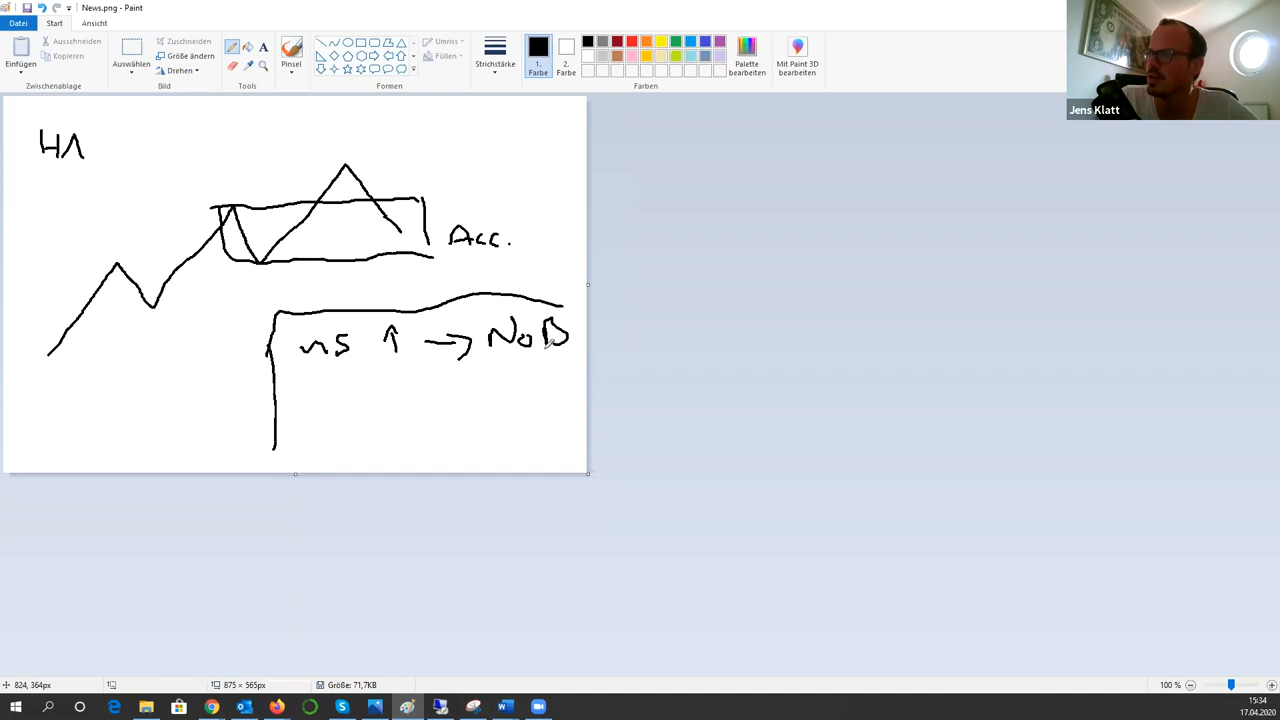 News.png - Paint
Datei Start Ansicht
Einfügen
Ausschneiden
Kopieren
Zwischenablage
Auswählen
Zuschneiden
Größe ändern
Drehen
Bild
A
Tools
Pinsel
Formen
Umriss
Füllen
Strichstärke
1. Farbe
2. Farbe
Palette bearbeiten
Mit Paint 3D bearbeiten
Farben
Jens Klatt
Acc.
NoB
824, 364px
875 × 565px
Größe: 71,7KB
100 %
15:34
17.04.2020